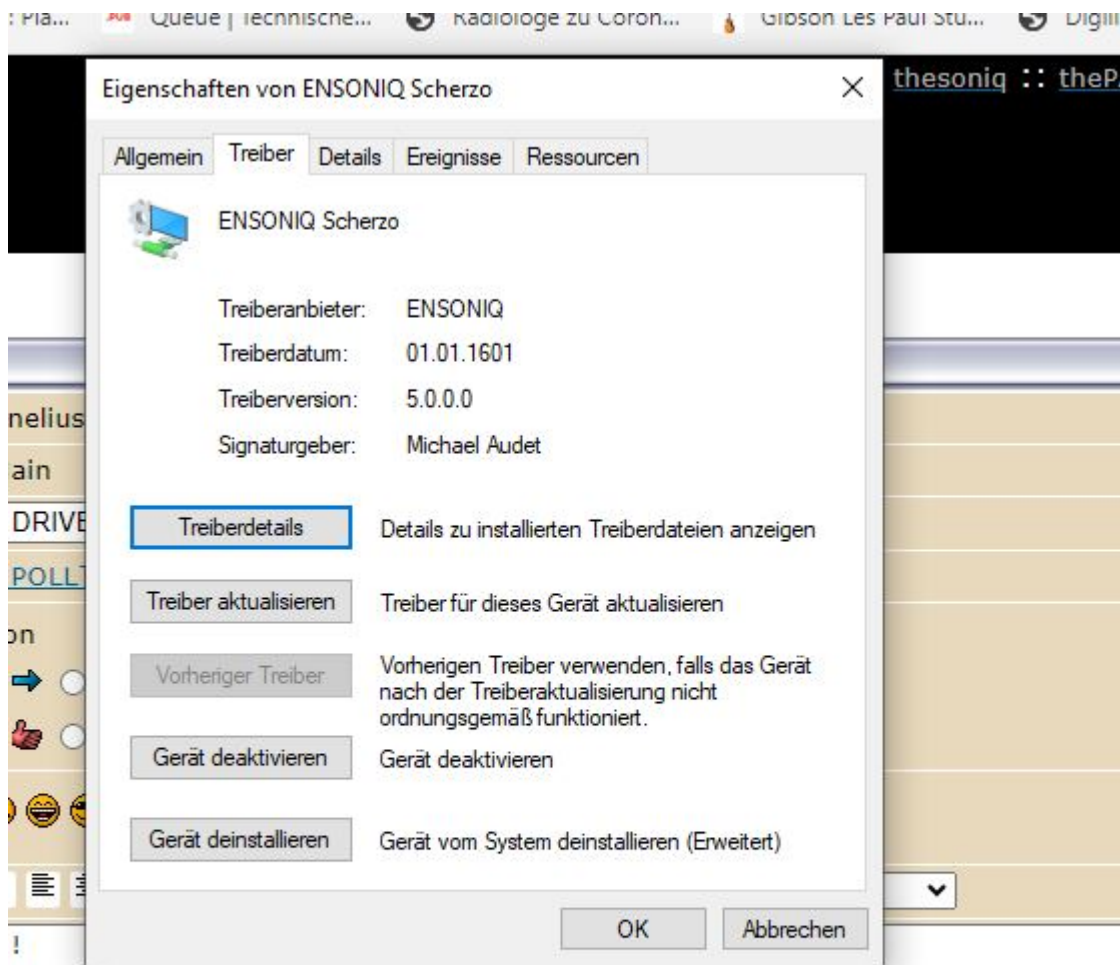 : Pla...
Queue | Technische...
Radiologe zu Coron...
Gibson Les Paul Stu...
thesoniq :: theP
Eigenschaften von ENSONIQ Scherzo
Allgemein Treiber Details Ereignisse Ressourcen
ENSONIQ Scherzo
Treiberanbieter: ENSONIQ
Treiberdatum: 01.01.1601
Treiberversion: 5.0.0.0
Signaturgeber: Michael Audet
nelius
ain
DRIVE
POLL
on
Treiberdetails
Details zu installierten Treiberdateien anzeigen
Treiber aktualisieren
Treiber für dieses Gerät aktualisieren
Vorheriger Treiber
Vorherigen Treiber verwenden, falls das Gerät
nach der Treiberaktualisierung nicht
ordnungsgemäß funktioniert.
Gerät deaktivieren
Gerät deaktivieren
Gerät deinstallieren
Gerät vom System deinstallieren (Erweitert)
OK
Abbrechen
!